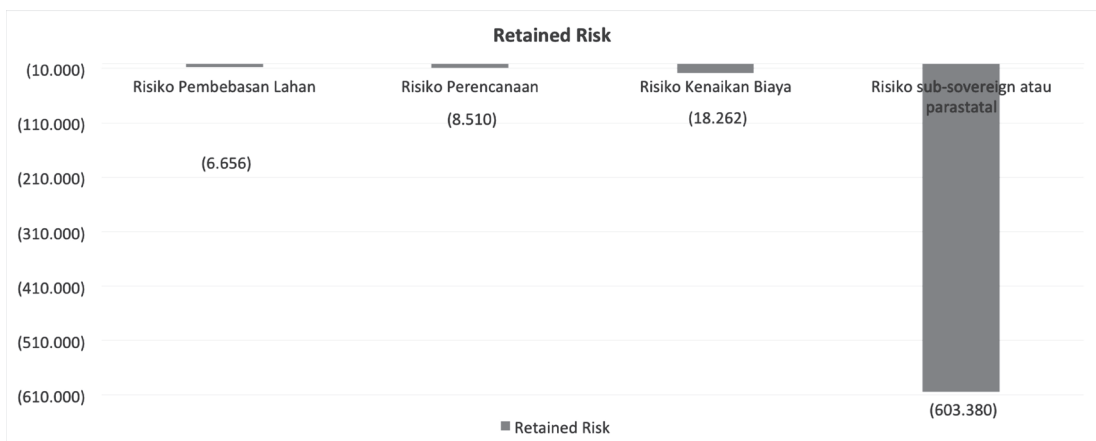 Retained Risk
(10.000)
(110.000)
(210.000)
(310.000)
(410.000)
(510.000)
(610.000)
Risiko Pembebasan Lahan
(6.656)
Risiko Perencanaan
(8.510)
Risiko Kenaikan Biaya
(18.262)
Risiko sub-sovereign atau
parastatal
(603.380)
Retained Risk